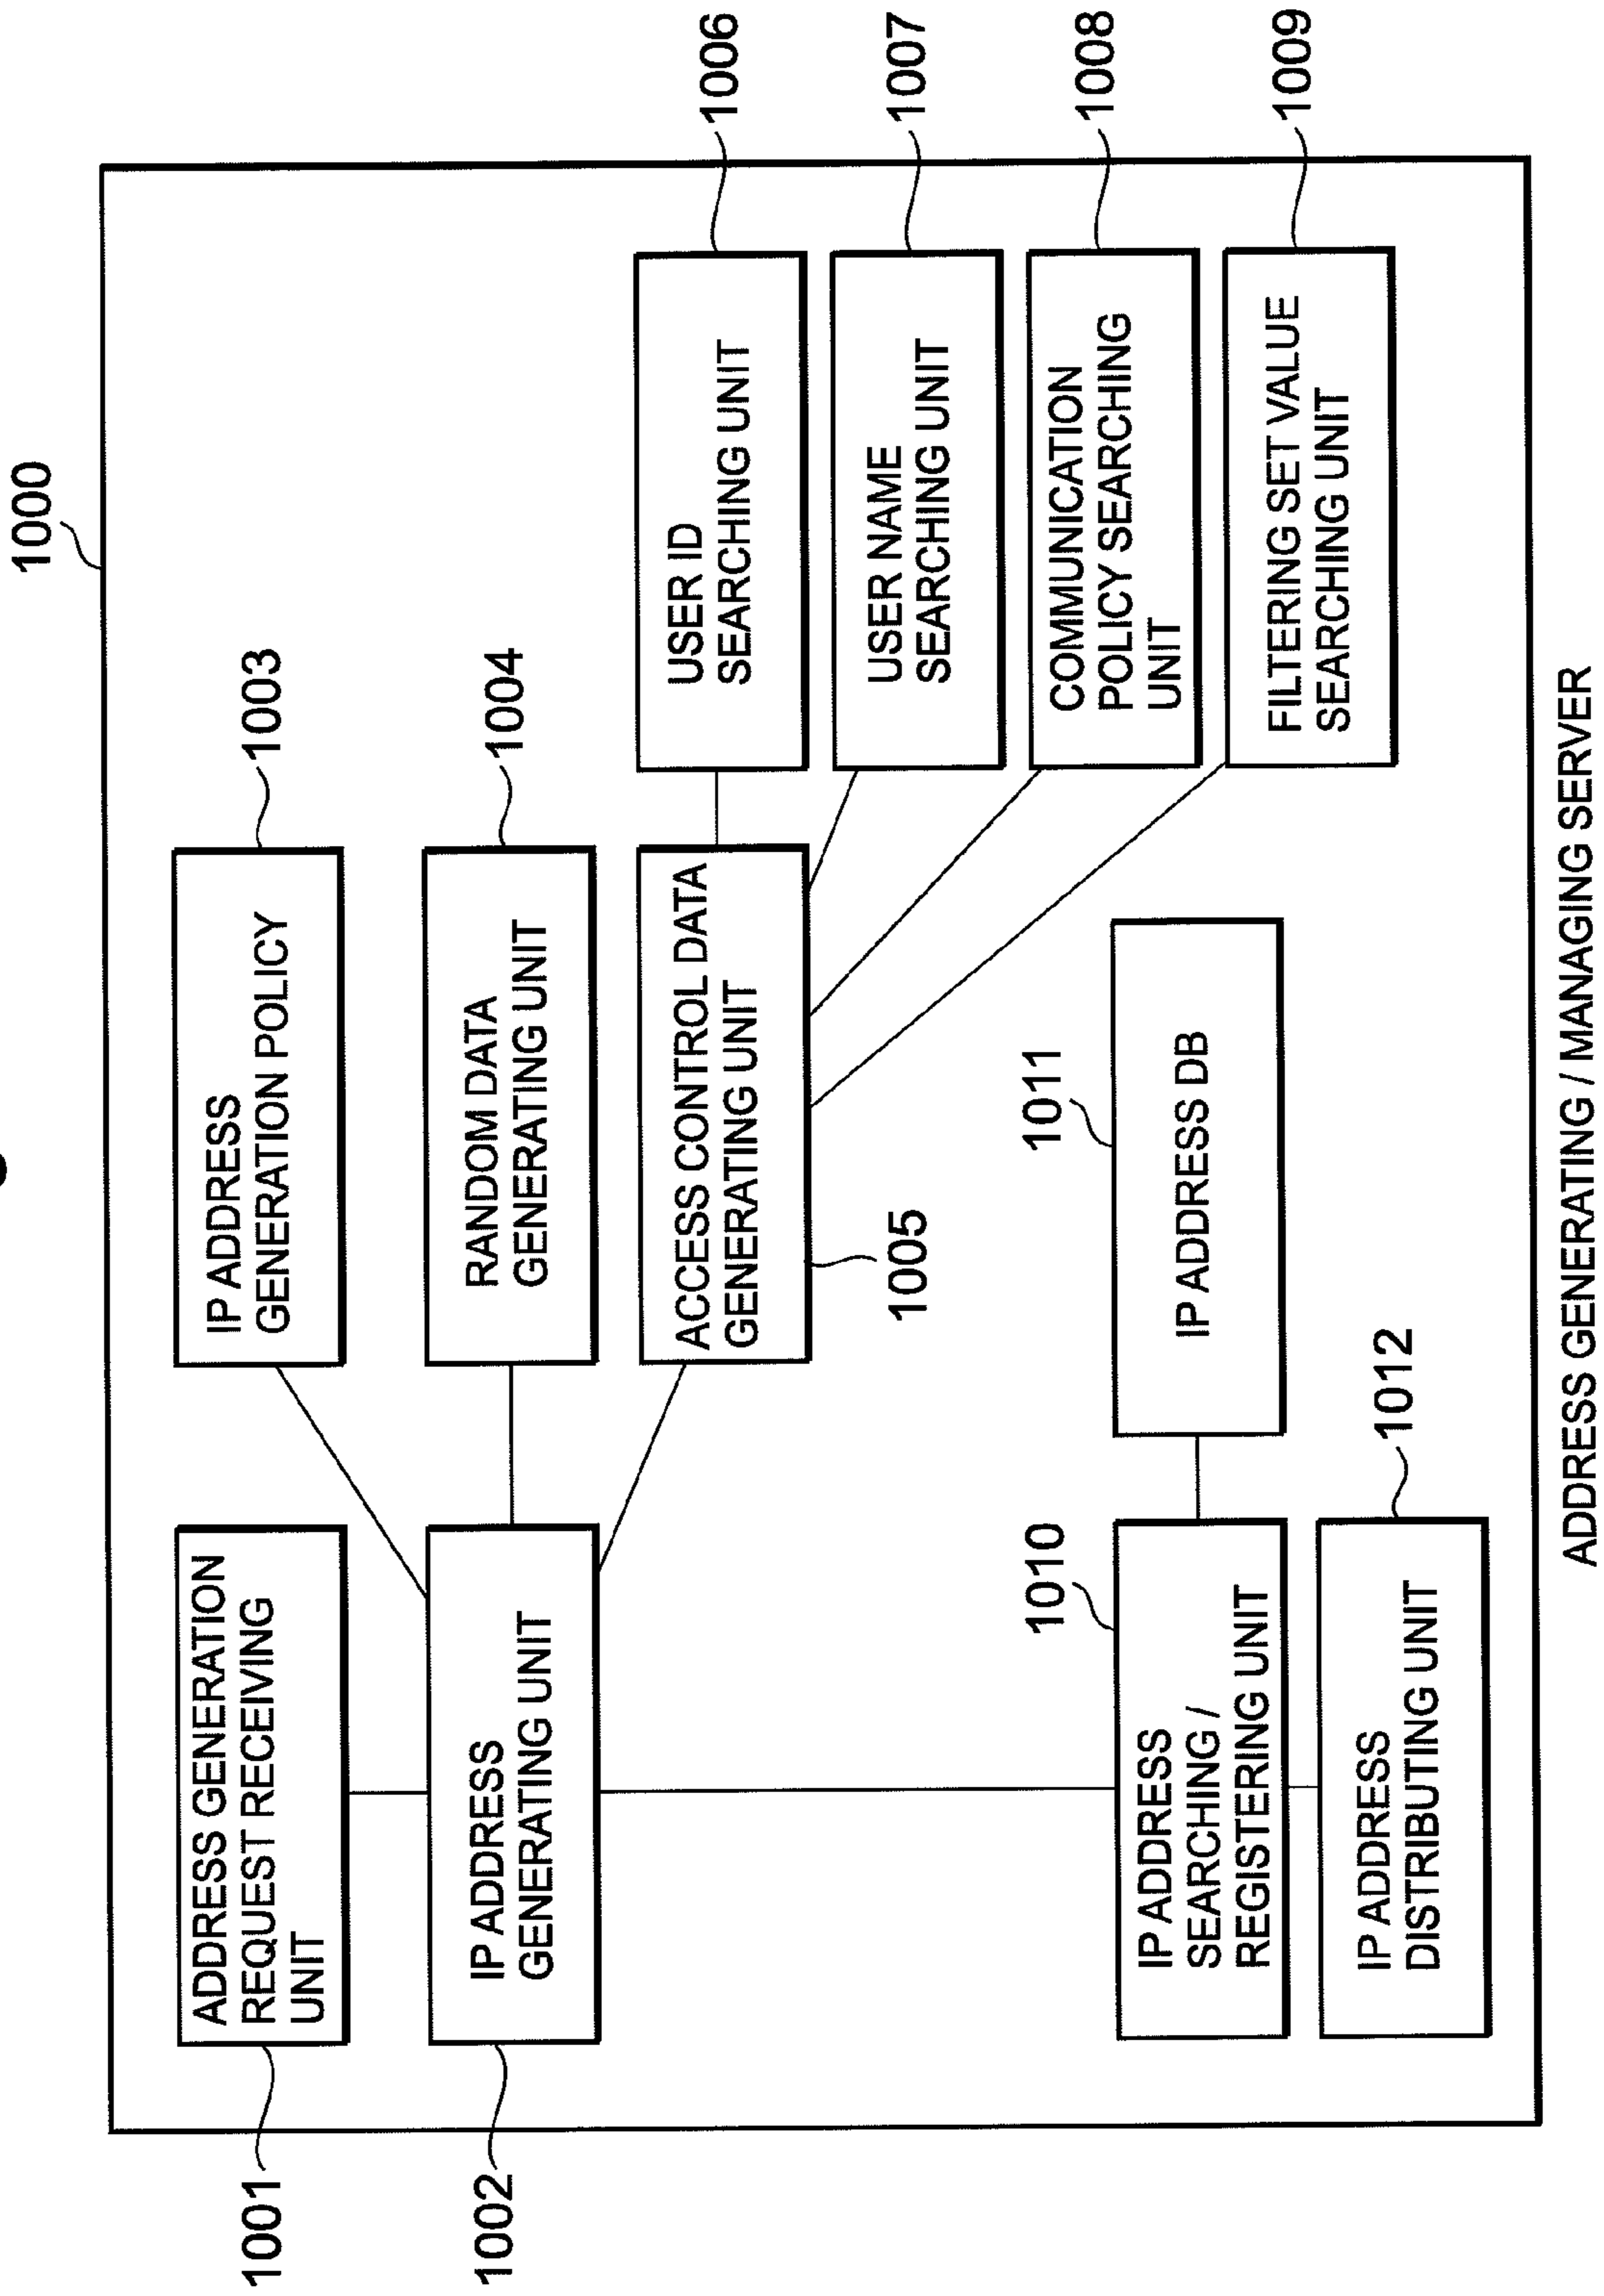 1000
1001
ADDRESS GENERATION
REQUEST RECEIVING
UNIT
1002
IP ADDRESS
GENERATING UNIT
IP ADDRESS
GENERATION POLICY
1003
RANDOM DATA
GENERATING UNIT
1004
ACCESS CONTROL DATA
GENERATING UNIT
1005
USER ID
SEARCHING UNIT
1006
USER NAME
SEARCHING UNIT
1007
COMMUNICATION
POLICY SEARCHING
UNIT
1008
FILTERING SET VALUE
SEARCHING UNIT
1009
1010
IP ADDRESS
SEARCHING /
REGISTERING UNIT
1011
IP ADDRESS DB
1012
IP ADDRESS
DISTRIBUTING UNIT
ADDRESS GENERATING / MANAGING SERVER